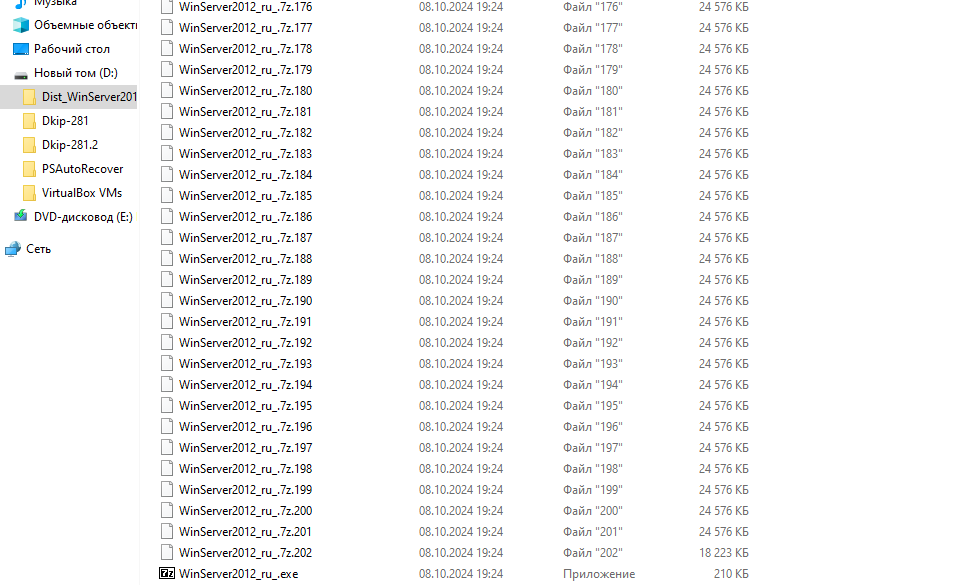 Музыка
Объемные объекти
Рабочий стол
Новый том (D:)
Dist_WinServer201
Dkip-281
Dkip-281.2
PSAutoRecover
VirtualBox VMs
DVD-дисковод (E:)
Сеть
WinServer2012_ru_.7z.176 08.10.2024 19:24 Файл "176" 24 576 КБ
WinServer2012_ru_.7z.177 08.10.2024 19:24 Файл "177" 24 576 КБ
WinServer2012_ru_.7z.178 08.10.2024 19:24 Файл "178" 24 576 КБ
WinServer2012_ru_.7z.179 08.10.2024 19:24 Файл "179" 24 576 КБ
WinServer2012_ru_.7z.180 08.10.2024 19:24 Файл "180" 24 576 КБ
WinServer2012_ru_.7z.181 08.10.2024 19:24 Файл "181" 24 576 КБ
WinServer2012_ru_.7z.182 08.10.2024 19:24 Файл "182" 24 576 КБ
WinServer2012_ru_.7z.183 08.10.2024 19:24 Файл "183" 24 576 КБ
WinServer2012_ru_.7z.184 08.10.2024 19:24 Файл "184" 24 576 КБ
WinServer2012_ru_.7z.185 08.10.2024 19:24 Файл "185" 24 576 КБ
WinServer2012_ru_.7z.186 08.10.2024 19:24 Файл "186" 24 576 КБ
WinServer2012_ru_.7z.187 08.10.2024 19:24 Файл "187" 24 576 КБ
WinServer2012_ru_.7z.188 08.10.2024 19:24 Файл "188" 24 576 КБ
WinServer2012_ru_.7z.189 08.10.2024 19:24 Файл "189" 24 576 КБ
WinServer2012_ru_.7z.190 08.10.2024 19:24 Файл "190" 24 576 КБ
WinServer2012_ru_.7z.191 08.10.2024 19:24 Файл "191" 24 576 КБ
WinServer2012_ru_.7z.192 08.10.2024 19:24 Файл "192" 24 576 КБ
WinServer2012_ru_.7z.193 08.10.2024 19:24 Файл "193" 24 576 КБ
WinServer2012_ru_.7z.194 08.10.2024 19:24 Файл "194" 24 576 КБ
WinServer2012_ru_.7z.195 08.10.2024 19:24 Файл "195" 24 576 КБ
WinServer2012_ru_.7z.196 08.10.2024 19:24 Файл "196" 24 576 КБ
WinServer2012_ru_.7z.197 08.10.2024 19:24 Файл "197" 24 576 КБ
WinServer2012_ru_.7z.198 08.10.2024 19:24 Файл "198" 24 576 КБ
WinServer2012_ru_.7z.199 08.10.2024 19:24 Файл "199" 24 576 КБ
WinServer2012_ru_.7z.200 08.10.2024 19:24 Файл "200" 24 576 КБ
WinServer2012_ru_.7z.201 08.10.2024 19:24 Файл "201" 24 576 КБ
WinServer2012_ru_.7z.202 08.10.2024 19:24 Файл "202" 18 223 КБ
7z WinServer2012_ru_.exe 08.10.2024 19:24 Приложение 210 КБ